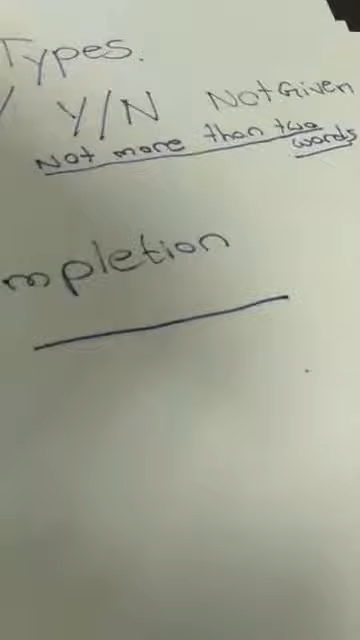 Types.
/ Y/N Not Given
Not more than two
words
mpletion